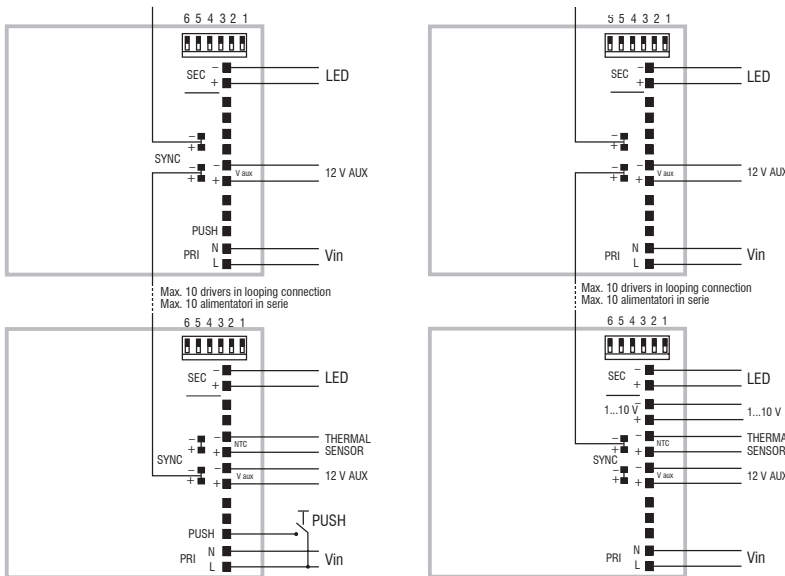 6 5 4 3 2 1
SEC
−
+
LED
−
+
SYNC
−
+
−
+
V aux
12 V AUX
PUSH
PRI
N
L
Vin
Max. 10 drivers in looping connection
Max. 10 alimentatori in serie
6 5 4 3 2 1
SEC
−
+
LED
−
+
SYNC
−
+
−
+
NTC
THERMAL
SENSOR
−
+
V aux
12 V AUX
PUSH
PUSH
PRI
N
L
Vin
5 5 4 3 2 1
SEC
−
+
LED
−
+
−
+
−
+
V aux
12 V AUX
PRI
N
L
Vin
Max. 10 drivers in looping connection
Max. 10 alimentatori in serie
6 5 4 3 2 1
SEC
−
+
LED
1...10 V
−
+
1...10 V
−
+
SYNC
−
+
−
+
NTC
THERMA
SENSOR
−
+
V aux
12 V AUX
PRI
N
L
Vin